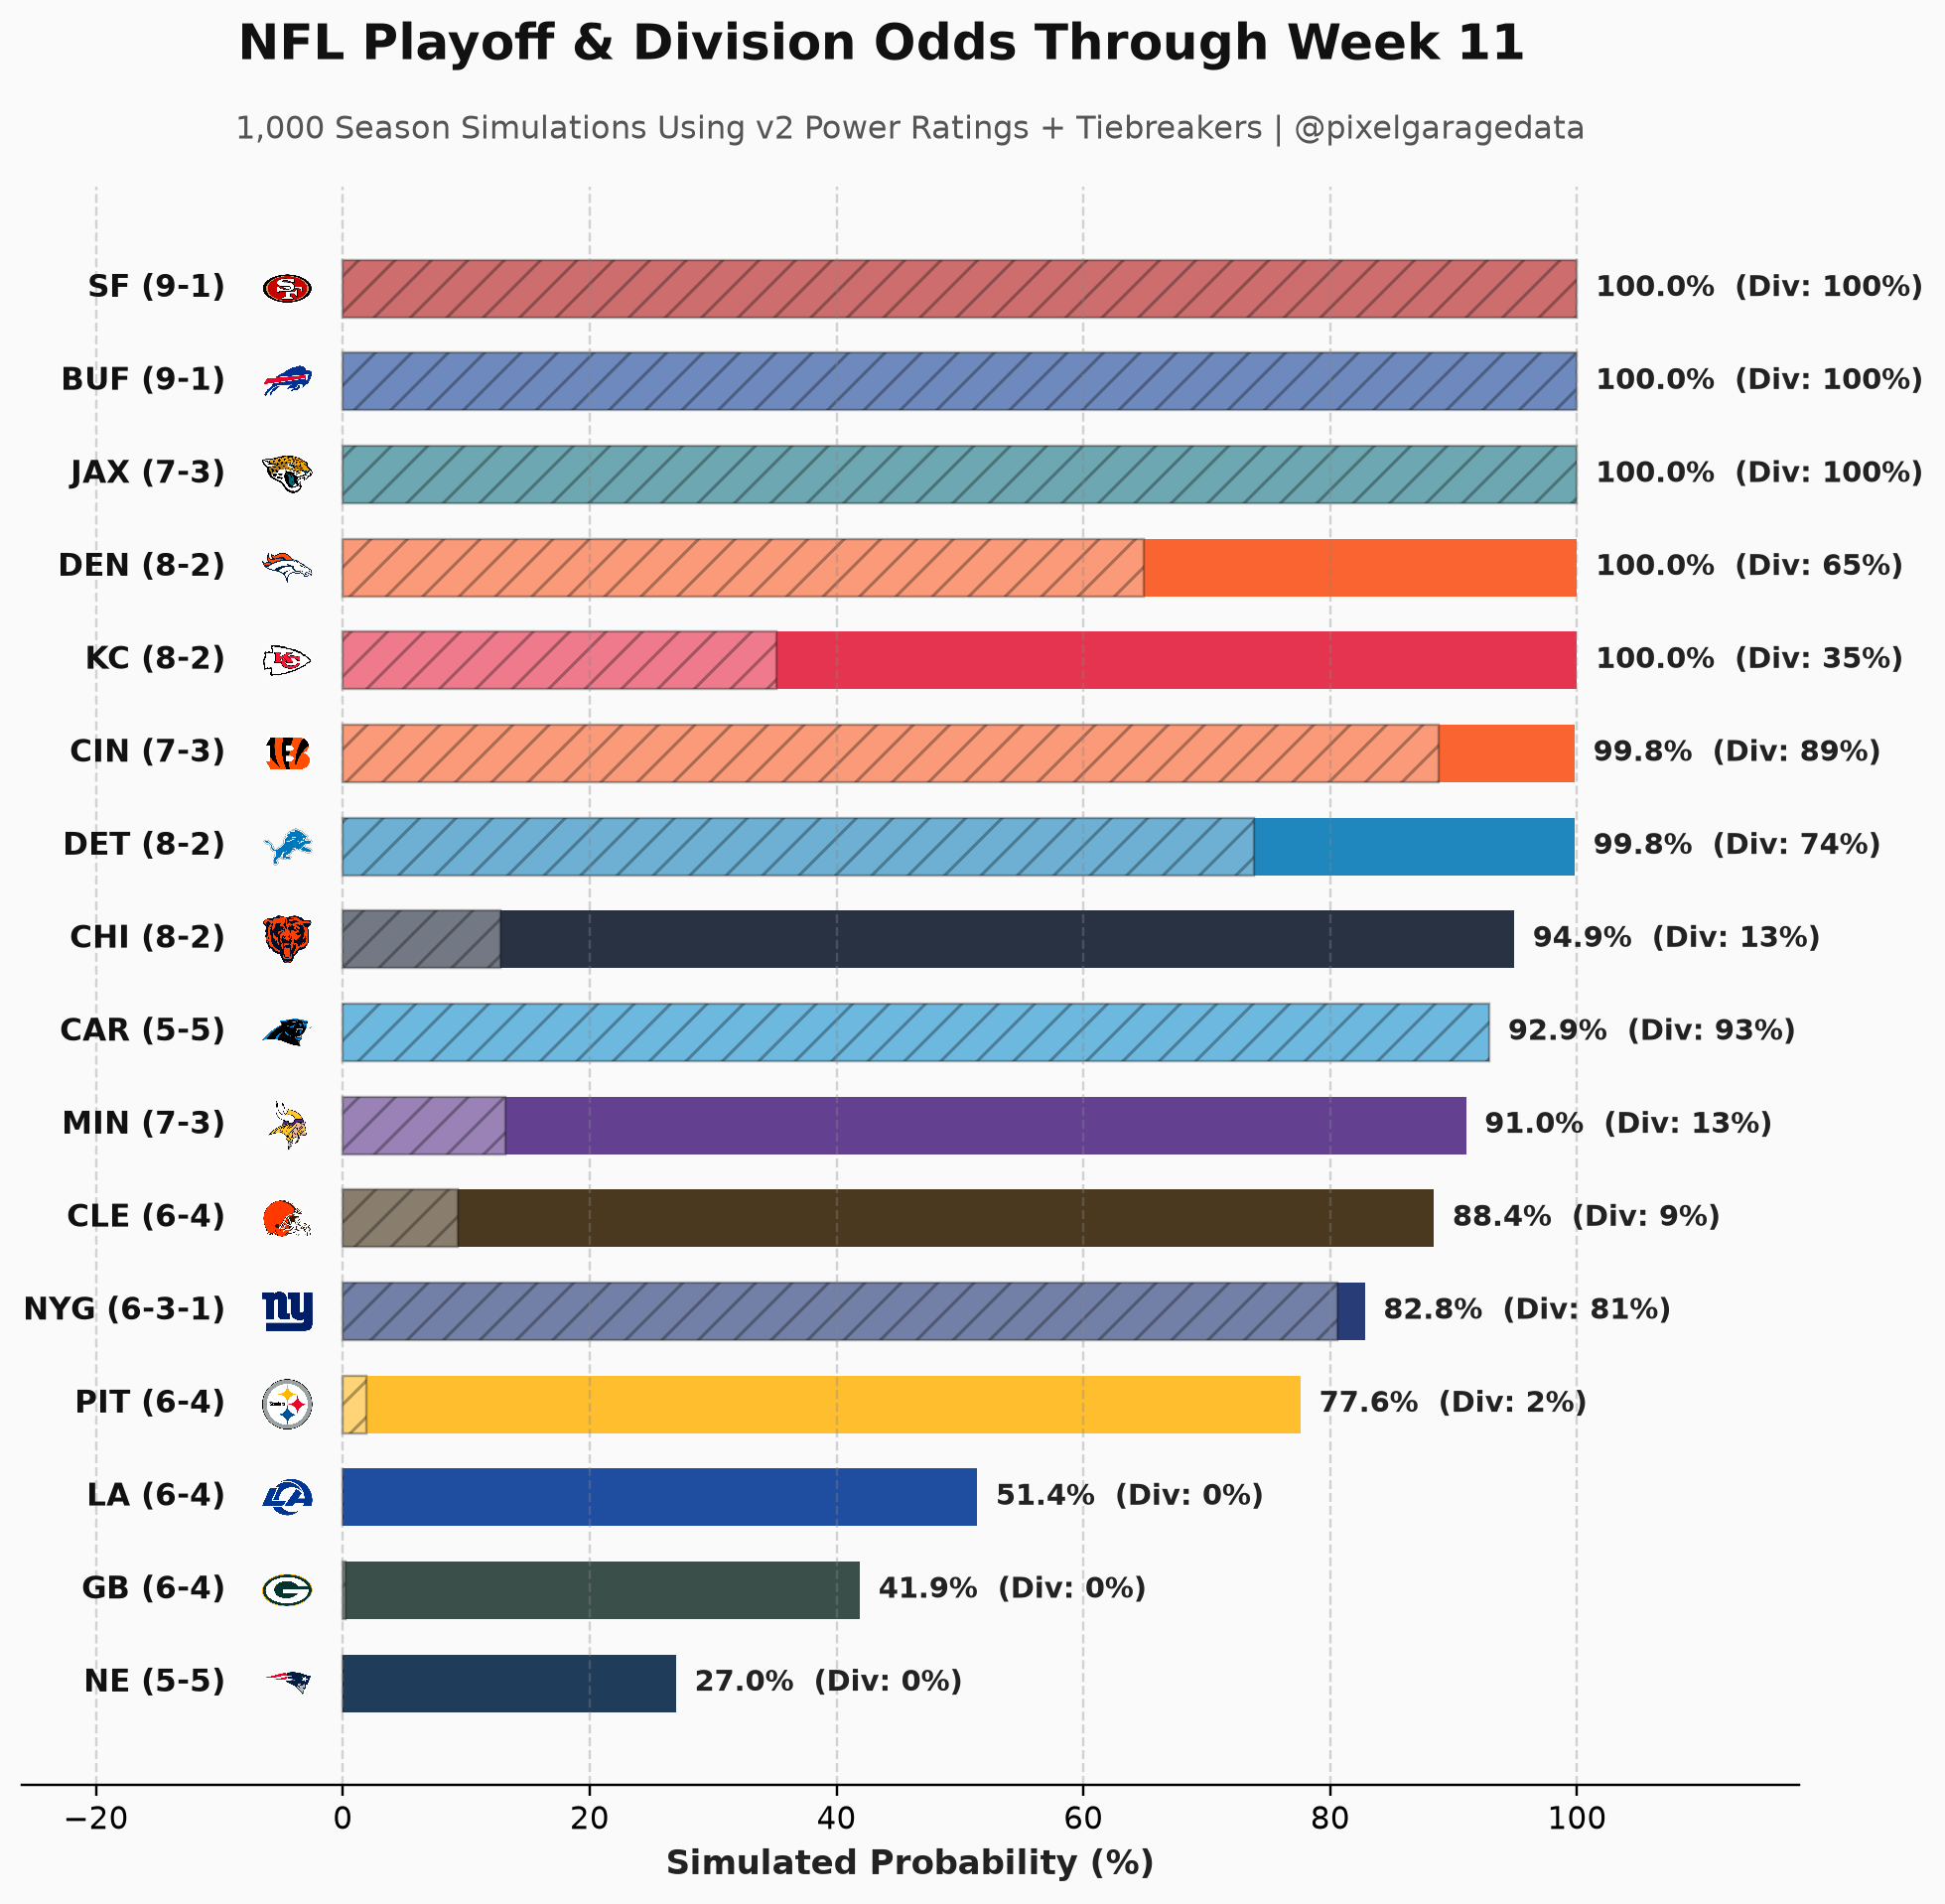 NFL Playoff & Division Odds Through Week 11
1,000 Season Simulations Using v2 Power Ratings + Tiebreakers | @pixelgaragedata
SF (9-1) SF 100.0% (Div: 100%)
BUF (9-1) 100.0% (Div: 100%)
JAX (7-3) 100.0% (Div: 100%)
DEN (8-2) 100.0% (Div: 65%)
KC (8-2) KC 100.0% (Div: 35%)
CIN (7-3) B 99.8% (Div: 89%)
DET (8-2) 99.8% (Div: 74%)
CHI (8-2) 94.9% (Div: 13%)
CAR (5-5) 92.9% (Div: 93%)
MIN (7-3) 91.0% (Div: 13%)
CLE (6-4) 88.4% (Div: 9%)
NYG (6-3-1) ny 82.8% (Div: 81%)
PIT (6-4) Steelers 77.6% (Div: 2%)
LA (6-4) LA 51.4% (Div: 0%)
GB (6-4) G 41.9% (Div: 0%)
NE (5-5) 27.0% (Div: 0%)
−20 0 20 40 60 80 100
Simulated Probability (%)